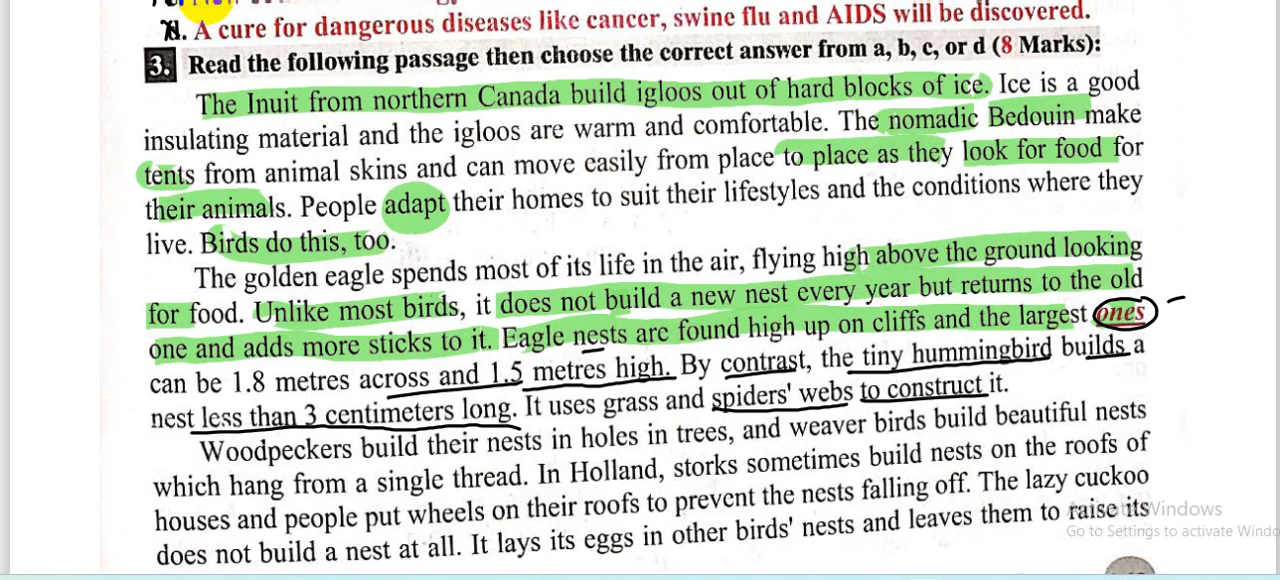 N. A cure for dangerous diseases like cancer, swine flu and AIDS will be discovered.
3. Read the following passage then choose the correct answer from a, b, c, or d (8 Marks):
The Inuit from northern Canada build igloos out of hard blocks of ice. Ice is a good
insulating material and the igloos are warm and comfortable. The nomadic Bedouin make
tents from animal skins and can move easily from place to place as they look for food for
their animals. People adapt their homes to suit their lifestyles and the conditions where they
live. Birds do this, too.
The golden eagle spends most of its life in the air, flying high above the ground looking
for food. Unlike most birds, it does not build a new nest every year but returns to the old
one and adds more sticks to it. Eagle nests are found high up on cliffs and the largest ones
can be 1.8 metres across and 1.5 metres high. By contrast, the tiny hummingbird builds a
nest less than 3 centimeters long. It uses grass and spiders' webs to construct it.
Woodpeckers build their nests in holes in trees, and weaver birds build beautiful nests
which hang from a single thread. In Holland, storks sometimes build nests on the roofs of
houses and people put wheels on their roofs to prevent the nests falling off. The lazy cuckoo
does not build a nest at all. It lays its eggs in other birds' nests and leaves them to raise its
Activate Windows
Go to Settings to activate Windo